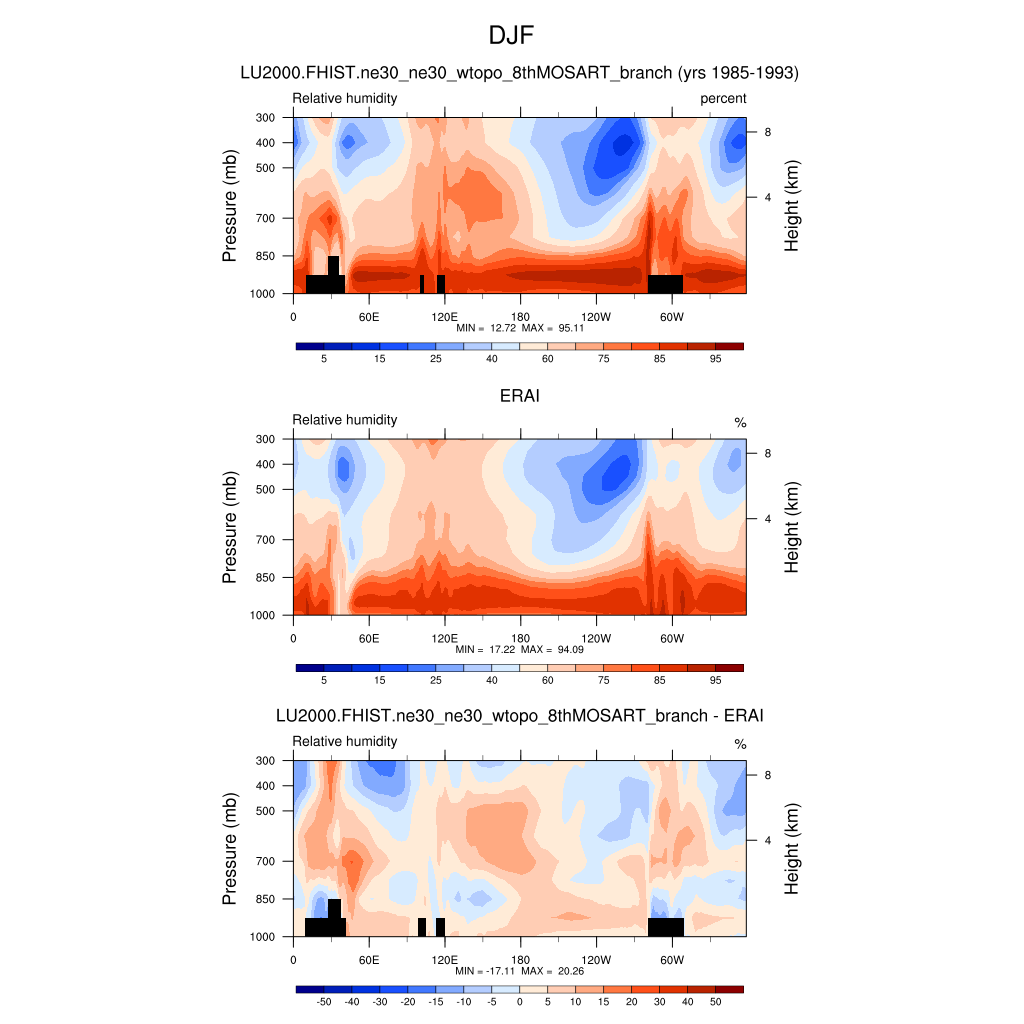 DJF
LU2000.FHIST.ne30_ne30_wtopo_8thMOSART_branch (yrs 1985-1993)
Relative humidity percent
300
400
500
700
850
1000
Pressure (mb)
8
4
Height (km)
0 60E 120E 180 120W 60W
MIN = 12.72 MAX = 95.11
5 15 25 40 60 75 85 95
ERAI
Relative humidity %
300
400
500
700
850
1000
Pressure (mb)
8
4
Height (km)
0 60E 120E 180 120W 60W
MIN = 17.22 MAX = 94.09
5 15 25 40 60 75 85 95
LU2000.FHIST.ne30_ne30_wtopo_8thMOSART_branch - ERAI
Relative humidity %
300
400
500
700
850
1000
Pressure (mb)
8
4
Height (km)
0 60E 120E 180 120W 60W
MIN = -17.11 MAX = 20.26
-50 -40 -30 -20 -15 -10 -5 0 5 10 15 20 30 40 50